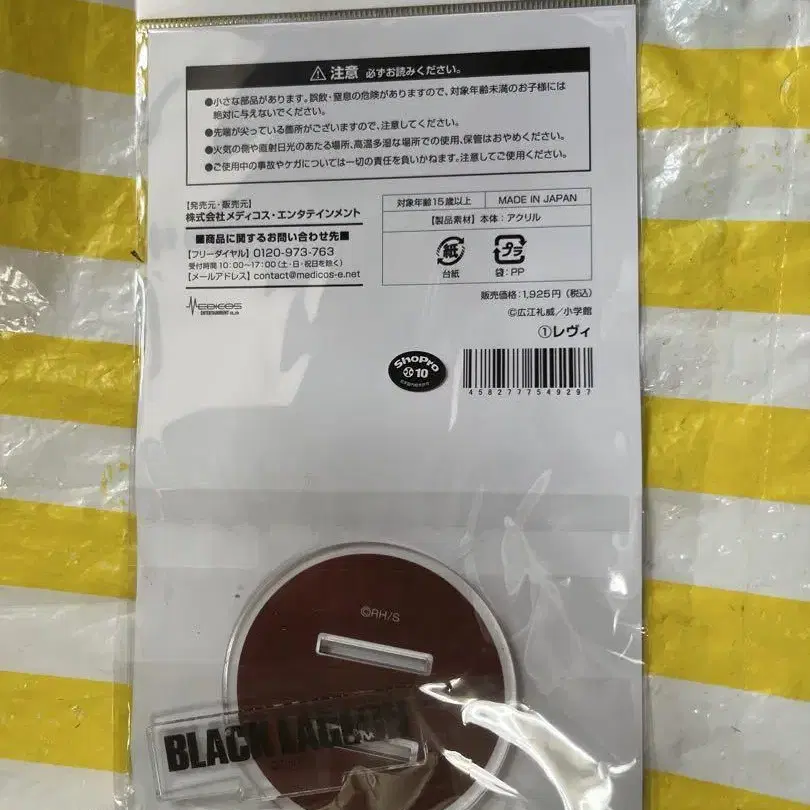 ⚠注意 必ずお読みください。
●小さな部品があります。誤飲・窒息の危険がありますので、対象年齢未満のお子様には
絶対に与えないでください。
●先端が尖っている箇所がございますので、注意してください。
●火気の側や直射日光のあたる場所、高温多湿な場所での使用、保管はおやめください。
●ご使用中の事故やケガについては一切の責任を負いかねます。注意してご使用ください。
【発売元・販売元】
株式会社メディコス・エンタテインメント
■商品に関するお問い合わせ先■
【フリーダイヤル】0120-973-763
受付時間10:00〜17:00(土・日・祝日を除く)
【メールアドレス】contact@medicos-e.net
MEDICOS
ENTERTAINMENT
対象年齢15歳以上
MADE IN JAPAN
【製品素材】本体:アクリル
紙
台紙
プラ
袋:PP
販売価格:1,925円(税込)
©広江礼威/小学館
①レヴィ
ShoPro
10
4582777549297
©RH/S
BLACK LAGOON